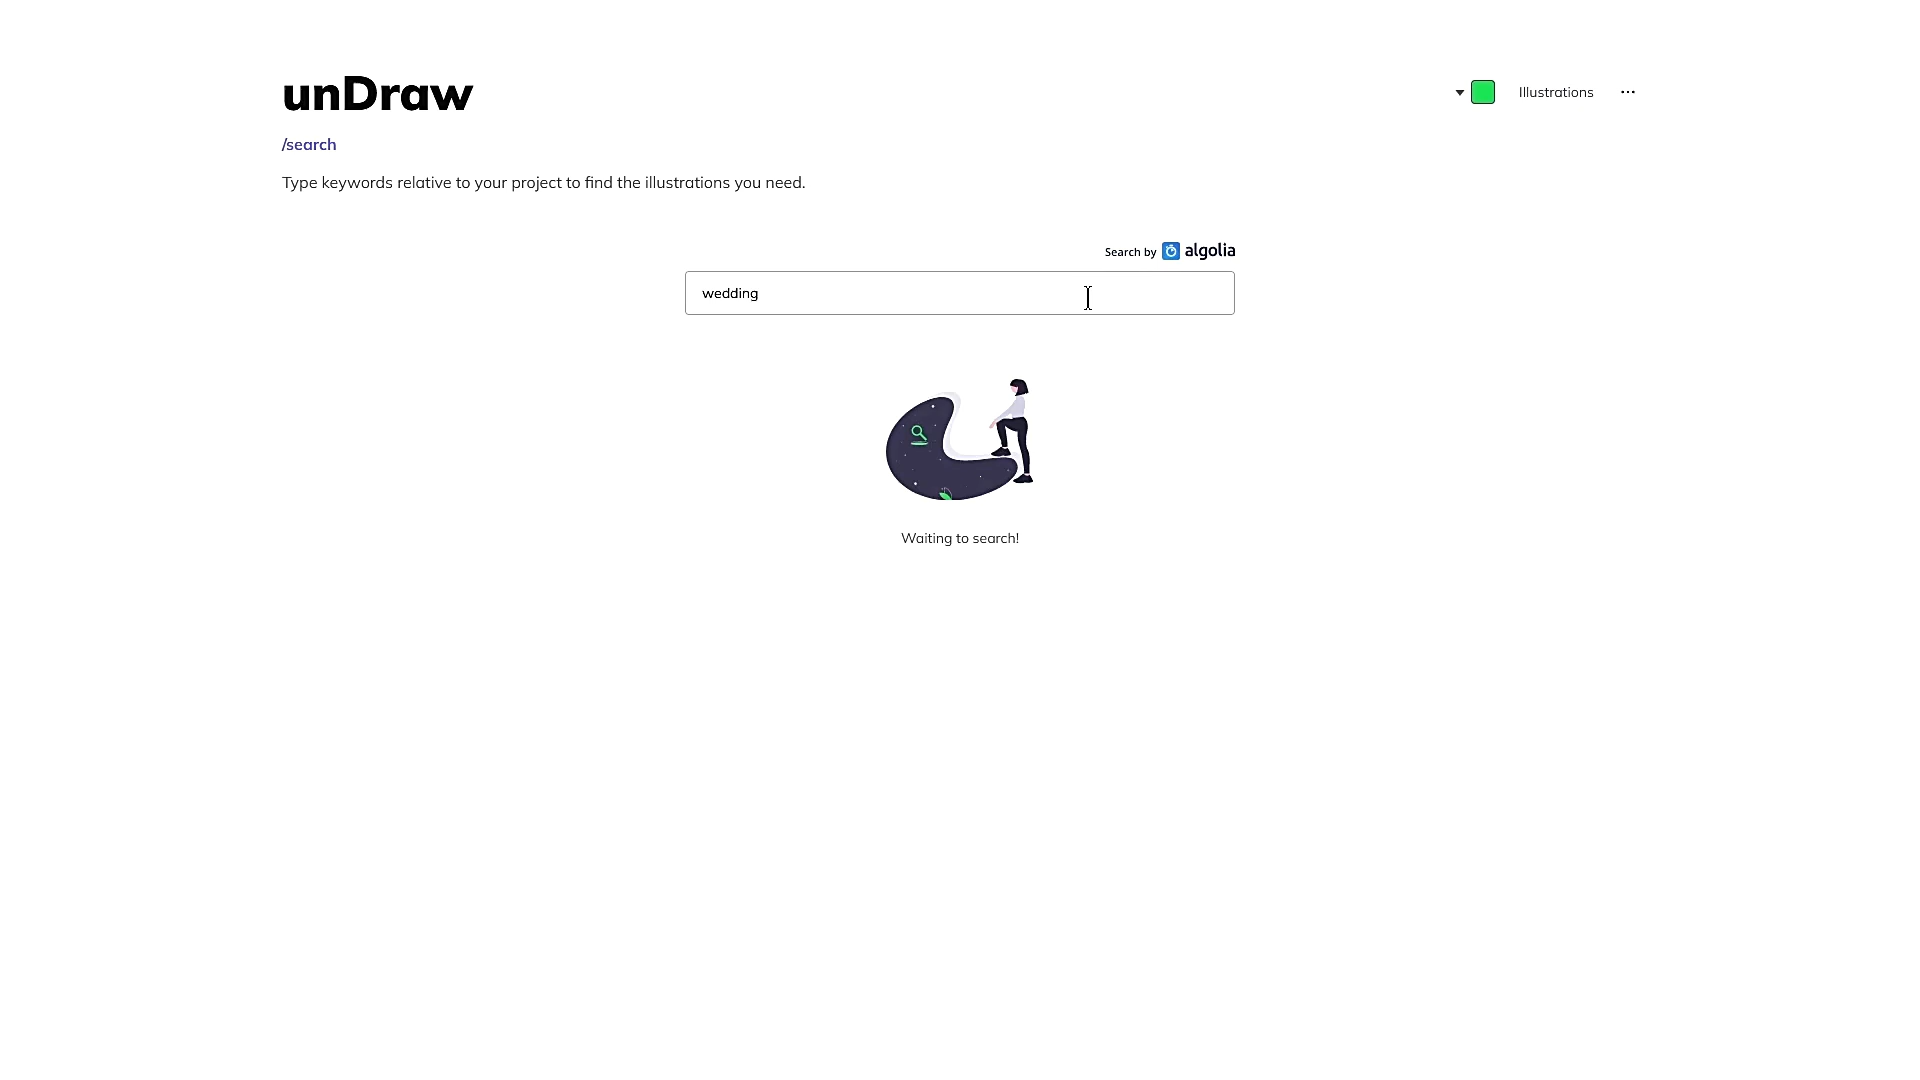 unDraw
Illustrations
/search
Type keywords relative to your project to find the illustrations you need.
Search by algolia
wedding
Waiting to search!